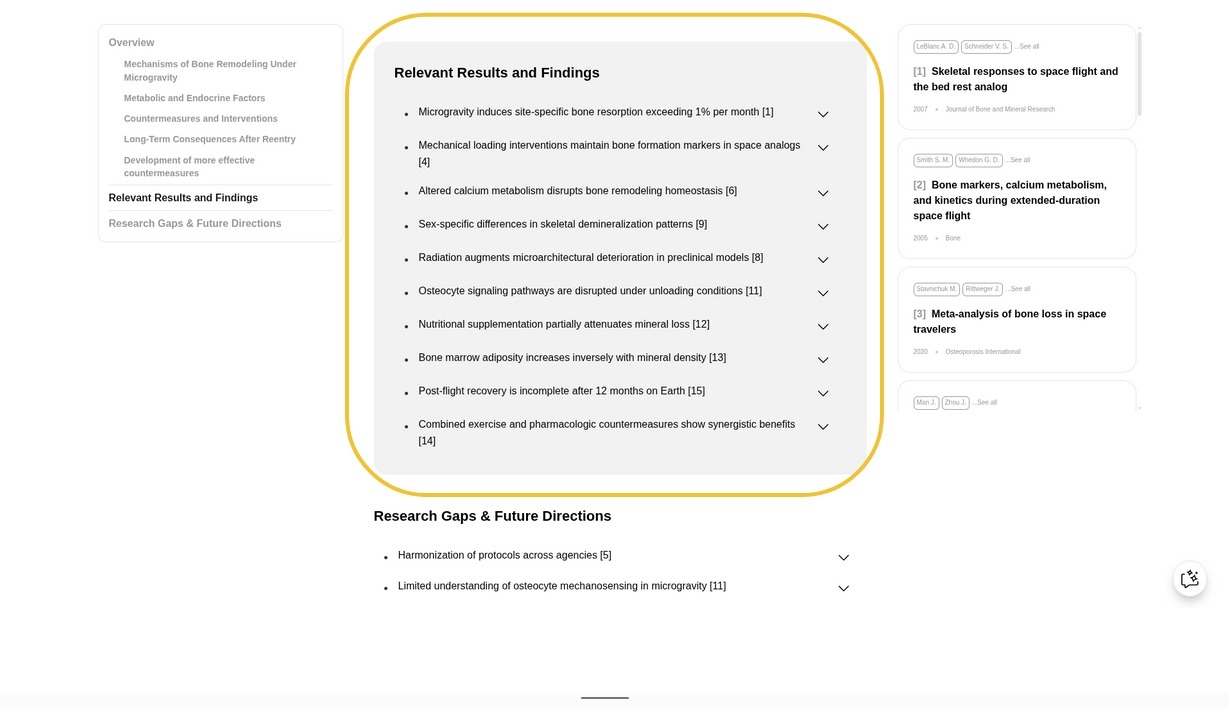 Overview
Mechanisms of Bone Remodeling Under
Microgravity
Metabolic and Endocrine Factors
Countermeasures and Interventions
Long-Term Consequences After Reentry
Development of more effective
countermeasures
Relevant Results and Findings
Research Gaps & Future Directions
Relevant Results and Findings
• Microgravity induces site-specific bone resorption exceeding 1% per month [1]
• Mechanical loading interventions maintain bone formation markers in space analogs
[4]
• Altered calcium metabolism disrupts bone remodeling homeostasis [6]
• Sex-specific differences in skeletal demineralization patterns [9]
• Radiation augments microarchitectural deterioration in preclinical models [8]
• Osteocyte signaling pathways are disrupted under unloading conditions [11]
• Nutritional supplementation partially attenuates mineral loss [12]
• Bone marrow adiposity increases inversely with mineral density [13]
• Post-flight recovery is incomplete after 12 months on Earth [15]
• Combined exercise and pharmacologic countermeasures show synergistic benefits
[14]
Research Gaps & Future Directions
• Harmonization of protocols across agencies [5]
• Limited understanding of osteocyte mechanosensing in microgravity [11]
LeBlanc A. D. Schneider V. S. ...See all
[1] Skeletal responses to space flight and
the bed rest analog
2007 • Journal of Bone and Mineral Research
Smith S. M. Whedon G. D. ...See all
[2] Bone markers, calcium metabolism,
and kinetics during extended-duration
space flight
2005 • Bone
Stavnichuk M. Rittweger J. ...See all
[3] Meta-analysis of bone loss in space
travelers
2020 • Osteoporosis International
Man J. Zhou J. ...See all